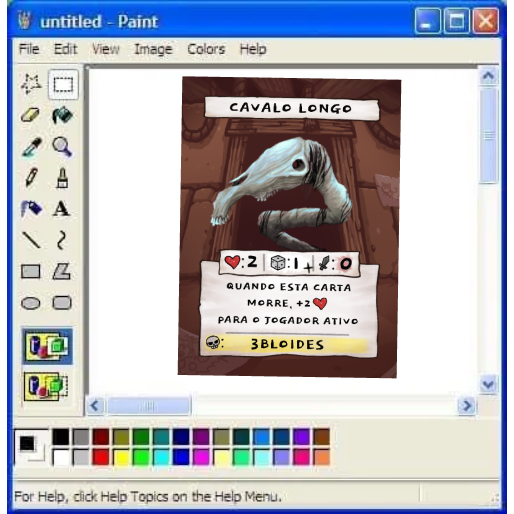 untitled - Paint
File Edit View Image Colors Help
CAVALO LONGO
:2 :1+ :0
QUANDO ESTA CARTA
MORRE, +2
PARA O JOGADOR ATIVO
: 3BLOIDES
A
For Help, click Help Topics on the Help Menu.